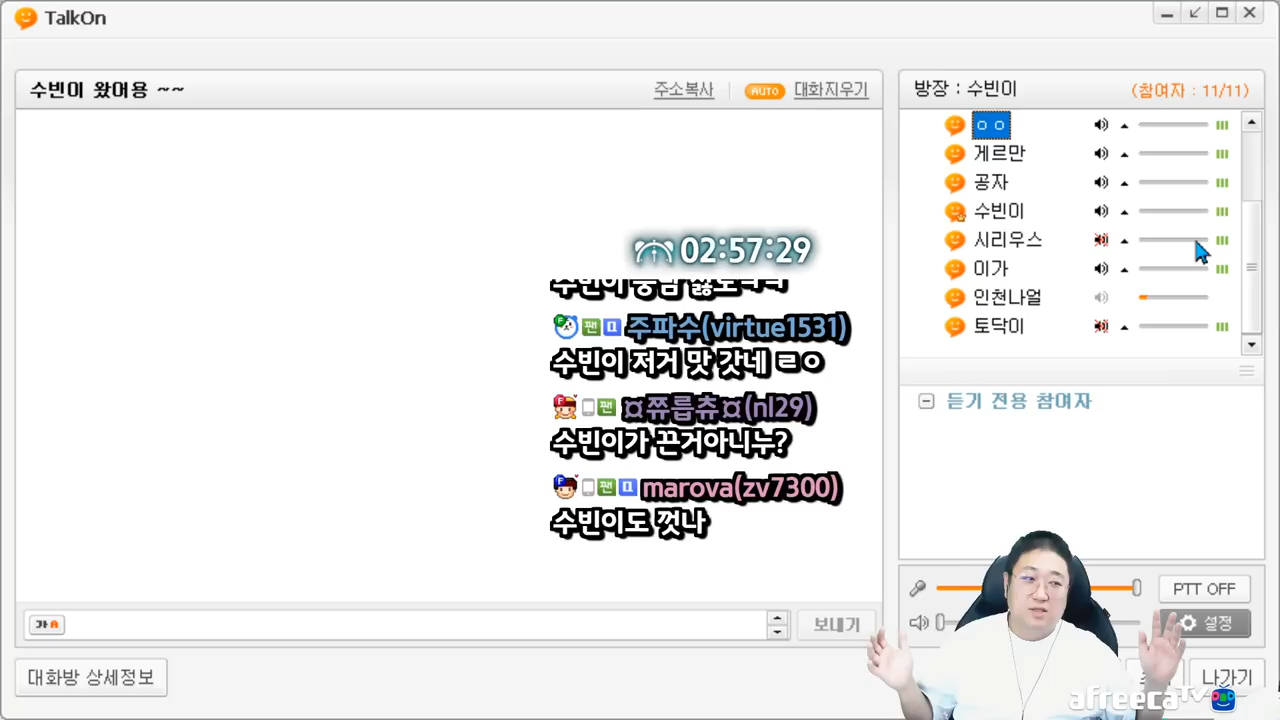 TalkOn
수빈이 왔어용 ~~
주소복사
AUTO 대화지우기
방장 : 수빈이
(참여자 : 11/11)
ㅇㅇ
게르만
공자
수빈이
시리우스
이가
인천나얼
토닥이
듣기 전용 참여자
02:57:29
팬 주파수(virtue1531)
수빈이 저거 맛 갓네 ㄹㅇ
팬 ¤쮸릅츄¤(nl29)
수빈이가 끈거아니누?
팬 marova(zv7300)
수빈이도 껏나
가
보내기
PTT OFF
설정
대화방 상세정보
나가기
afreecaTV